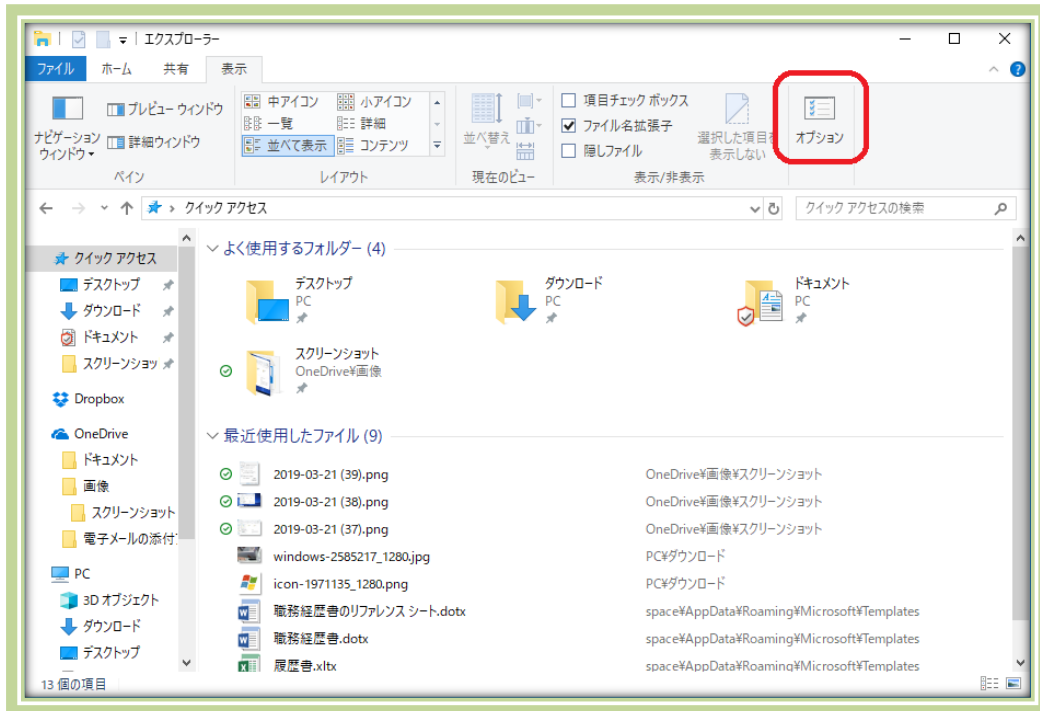 エクスプローラー
ファイル ホーム 共有 表示
ナビゲーション ウィンドウ
プレビュー ウィンドウ
詳細ウィンドウ
ペイン
中アイコン 小アイコン
一覧 詳細
並べて表示 コンテンツ
レイアウト
並べ替え
現在のビュー
項目チェック ボックス
ファイル名拡張子
隠しファイル
選択した項目を
表示しない
表示/非表示
オプション
クイック アクセス
クイック アクセスの検索
クイック アクセス
デスクトップ
ダウンロード
ドキュメント
スクリーンショッ
Dropbox
OneDrive
ドキュメント
画像
スクリーンショット
電子メールの添付
PC
3D オブジェクト
ダウンロード
デスクトップ
よく使用するフォルダー (4)
デスクトップ
PC
ダウンロード
PC
ドキュメント
PC
スクリーンショット
OneDrive¥画像
最近使用したファイル (9)
2019-03-21 (39).png OneDrive¥画像¥スクリーンショット
2019-03-21 (38).png OneDrive¥画像¥スクリーンショット
2019-03-21 (37).png OneDrive¥画像¥スクリーンショット
windows-2585217_1280.jpg PC¥ダウンロード
icon-1971135_1280.png PC¥ダウンロード
職務経歴書のリファレンス シート.dotx space¥AppData¥Roaming¥Microsoft¥Templates
職務経歴書.dotx space¥AppData¥Roaming¥Microsoft¥Templates
履歴書.xltx space¥AppData¥Roaming¥Microsoft¥Templates
13 個の項目